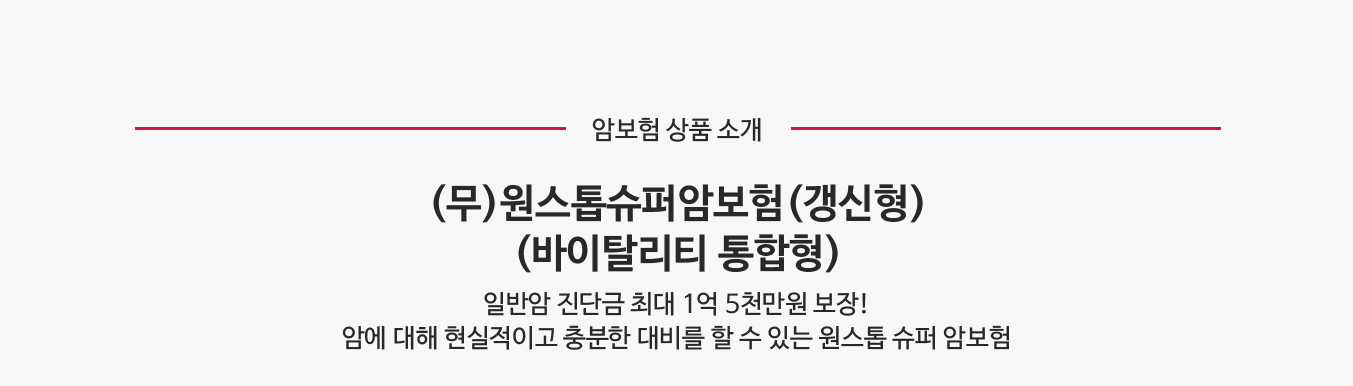 암보험 상품 소개
(무)원스톱슈퍼암보험(갱신형)
(바이탈리티 통합형)
일반암 진단금 최대 1억 5천만원 보장!
암에 대해 현실적이고 충분한 대비를 할 수 있는 원스톱 슈퍼 암보험